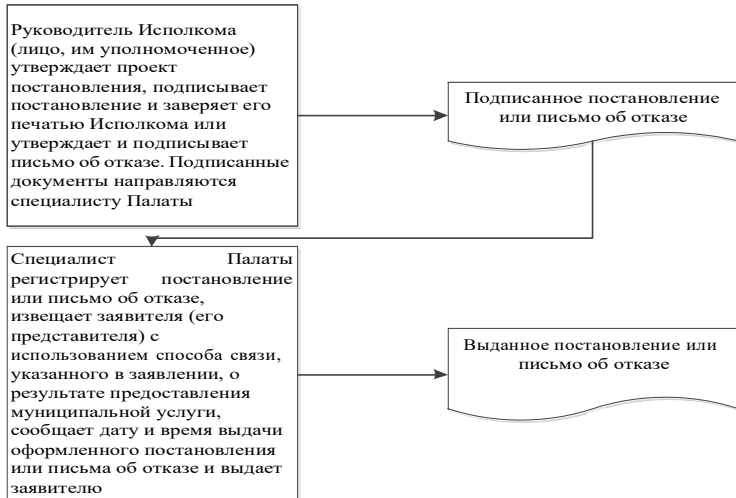 Руководитель Исполкома
(лицо, им уполномоченное)
утверждает проект
постановления, подписывает
постановление и заверяет его
печатью Исполкома или
утверждает и подписывает
письмо об отказе. Подписанные
документы направляются
специалисту Палаты
Подписанное постановление
или письмо об отказе
Специалист Палаты
регистрирует постановление
или письмо об отказе,
извещает заявителя (его
представителя) с
использованием способа связи,
указанного в заявлении, о
результате предоставления
муниципальной услуги,
сообщает дату и время выдачи
оформленного постановления
или письма об отказе и выдает
заявителю
Выданное постановление или
письмо об отказе